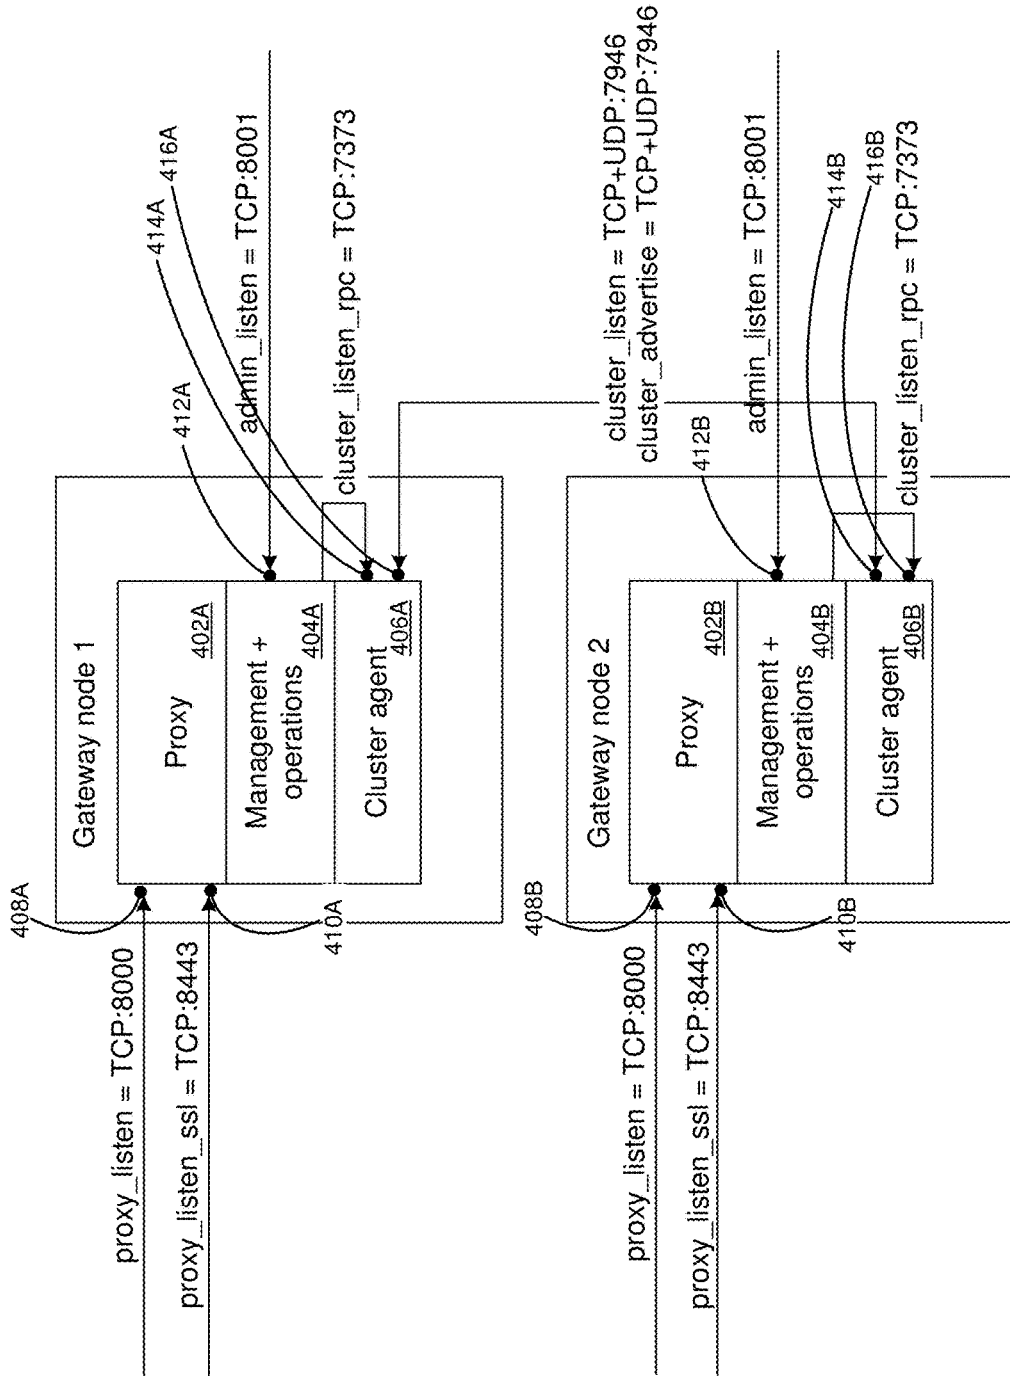 408A
proxy_listen = TCP:8000
proxy_listen_ssl = TCP:8443
410A
Gateway node 1
Proxy
402A
Management +
operations
404A
Cluster agent
406A
412A
414A
416A
admin_listen = TCP:8001
cluster_listen_rpc = TCP:7373
cluster_listen = TCP+UDP:7946
cluster_advertise = TCP+UDP:7946
408B
proxy_listen = TCP:8000
proxy_listen_ssl = TCP:8443
410B
Gateway node 2
Proxy
402B
Management +
operations
404B
Cluster agent
406B
412B
admin_listen = TCP:8001
414B
416B
cluster_listen_rpc = TCP:7373